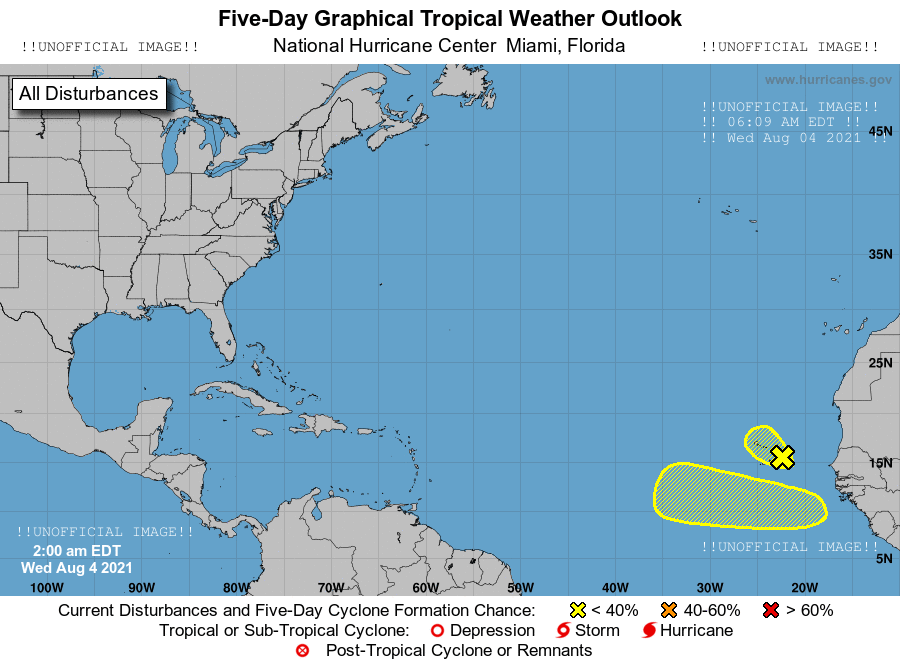 Five-Day Graphical Tropical Weather Outlook
!!UNOFFICIAL IMAGE!! National Hurricane Center Miami, Florida !!UNOFFICIAL IMAGE!!
www.hurricanes.gov
All Disturbances
!!UNOFFICIAL IMAGE!!
!! 06:09 AM EDT !!
!! Wed Aug 04 2021 !!
45N
35N
25N
15N
!!UNOFFICIAL IMAGE!!
!!UNOFFICIAL IMAGE!!
2:00 am EDT
Wed Aug 4 2021
5N
100W 90W 80W 70W 60W 50W 40W 30W 20W
Current Disturbances and Five-Day Cyclone Formation Chance: < 40% 40-60% > 60%
Tropical or Sub-Tropical Cyclone: Depression Storm Hurricane
Post-Tropical Cyclone or Remnants